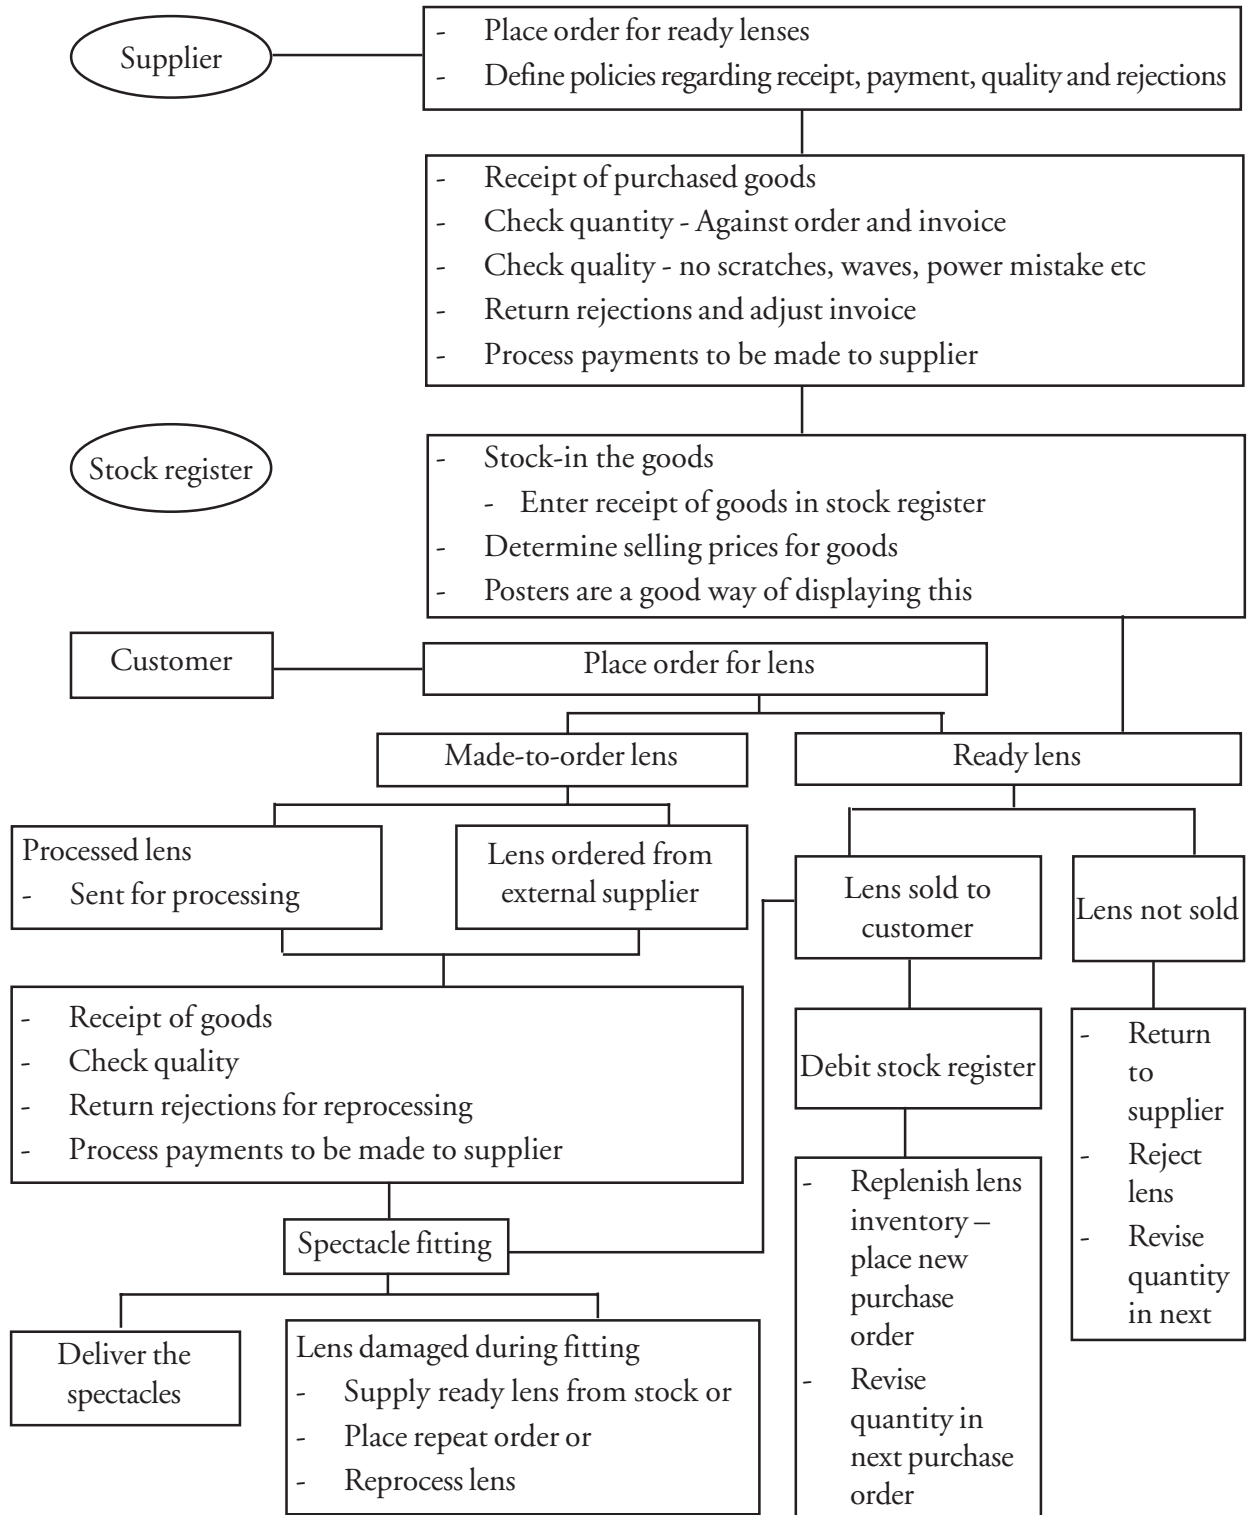 Supplier
- Place order for ready lenses
- Define policies regarding receipt, payment, quality and rejections
- Receipt of purchased goods
- Check quantity - Against order and invoice
- Check quality - no scratches, waves, power mistake etc
- Return rejections and adjust invoice
- Process payments to be made to supplier
Stock register
- Stock-in the goods
- Enter receipt of goods in stock register
- Determine selling prices for goods
- Posters are a good way of displaying this
Customer
Place order for lens
Made-to-order lens
Ready lens
Processed lens
- Sent for processing
Lens ordered from
external supplier
Lens sold to
customer
Lens not sold
- Receipt of goods
- Check quality
- Return rejections for reprocessing
- Process payments to be made to supplier
Debit stock register
- Return
to
supplier
- Reject
lens
- Revise
quantity
in next
- Replenish lens
inventory –
place new
purchase
order
- Revise
quantity in
next purchase
order
Spectacle fitting
Deliver the
spectacles
Lens damaged during fitting
- Supply ready lens from stock or
- Place repeat order or
- Reprocess lens